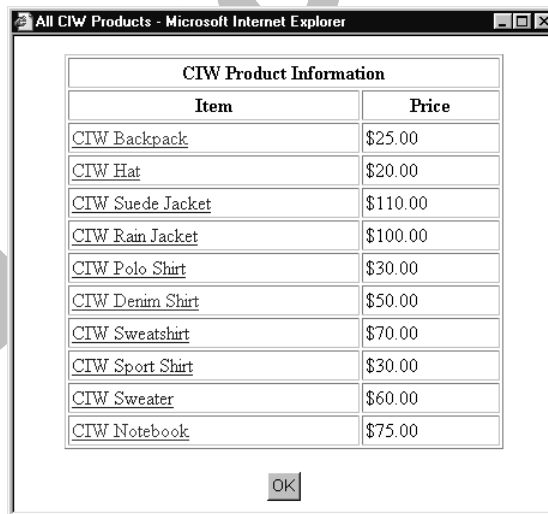 All CIW Products - Microsoft Internet Explorer
CIW Product Information
Item Price
CIW Backpack $25.00
CIW Hat $20.00
CIW Suede Jacket $110.00
CIW Rain Jacket $100.00
CIW Polo Shirt $30.00
CIW Denim Shirt $50.00
CIW Sweatshirt $70.00
CIW Sport Shirt $30.00
CIW Sweater $60.00
CIW Notebook $75.00
OK